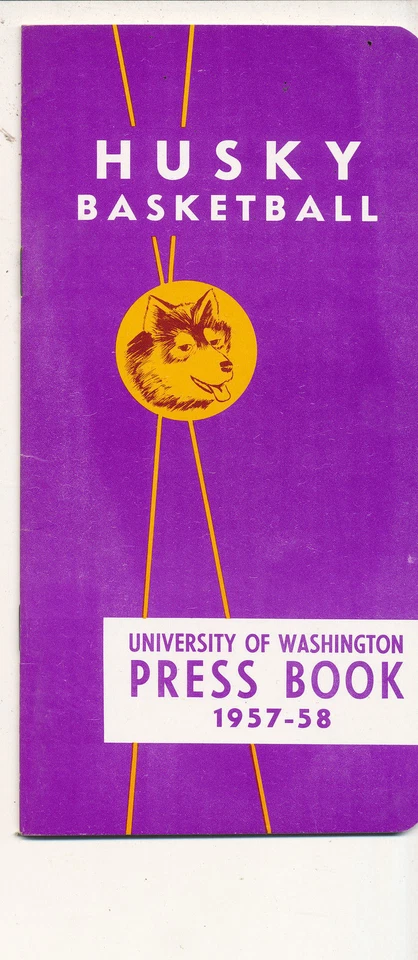 HUSKY
BASKETBALL
UNIVERSITY OF WASHINGTON
PRESS BOOK
1957-58